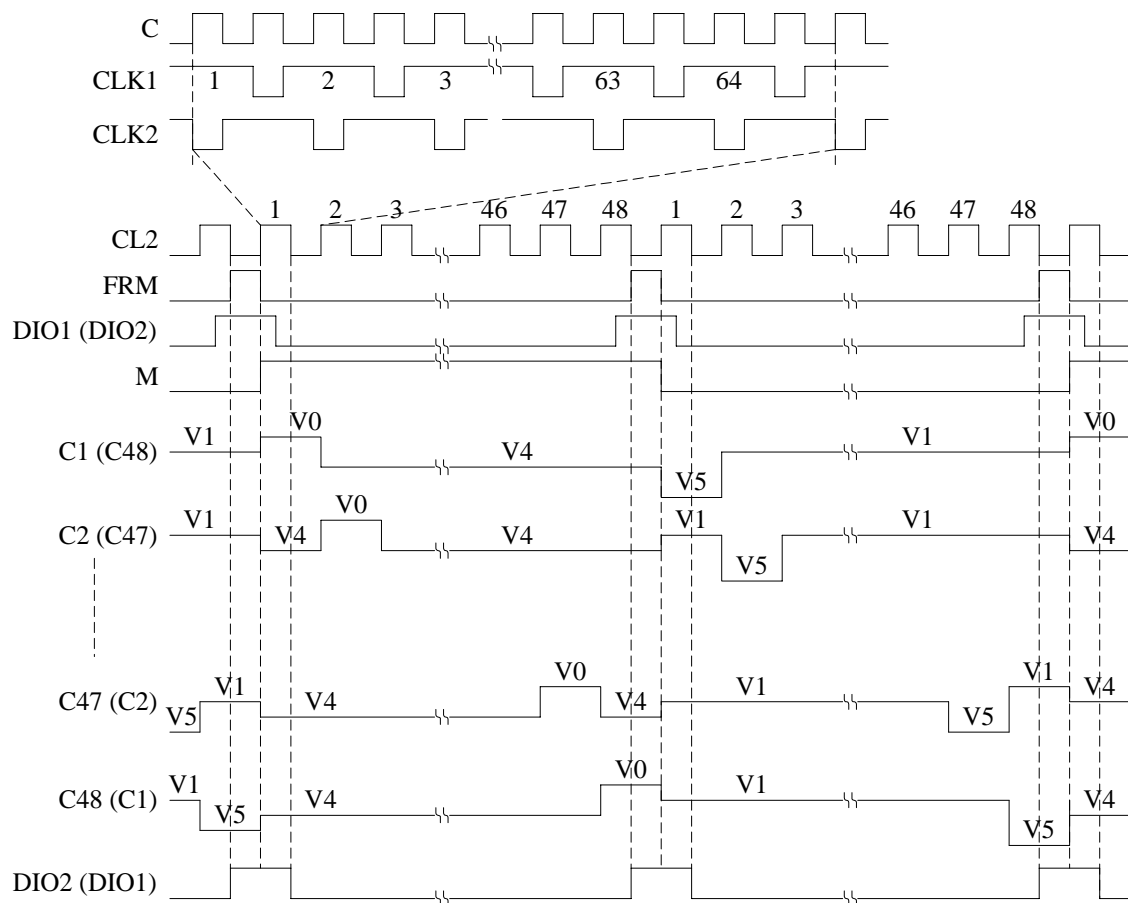 C
CLK1 1 2 3 63 64
CLK2
1 2 3 46 47 48 1 2 3 46 47 48
CL2
FRM
DIO1 (DIO2)
M
V1 V0 V4 V5 V1 V0
C1 (C48)
V1 V4 V0 V4 V1 V5 V1 V4
C2 (C47)
V5 V1 V4 V0 V4 V1 V5 V1 V4
C47 (C2)
V1 V5 V4 V0 V1 V5 V4
C48 (C1)
DIO2 (DIO1)